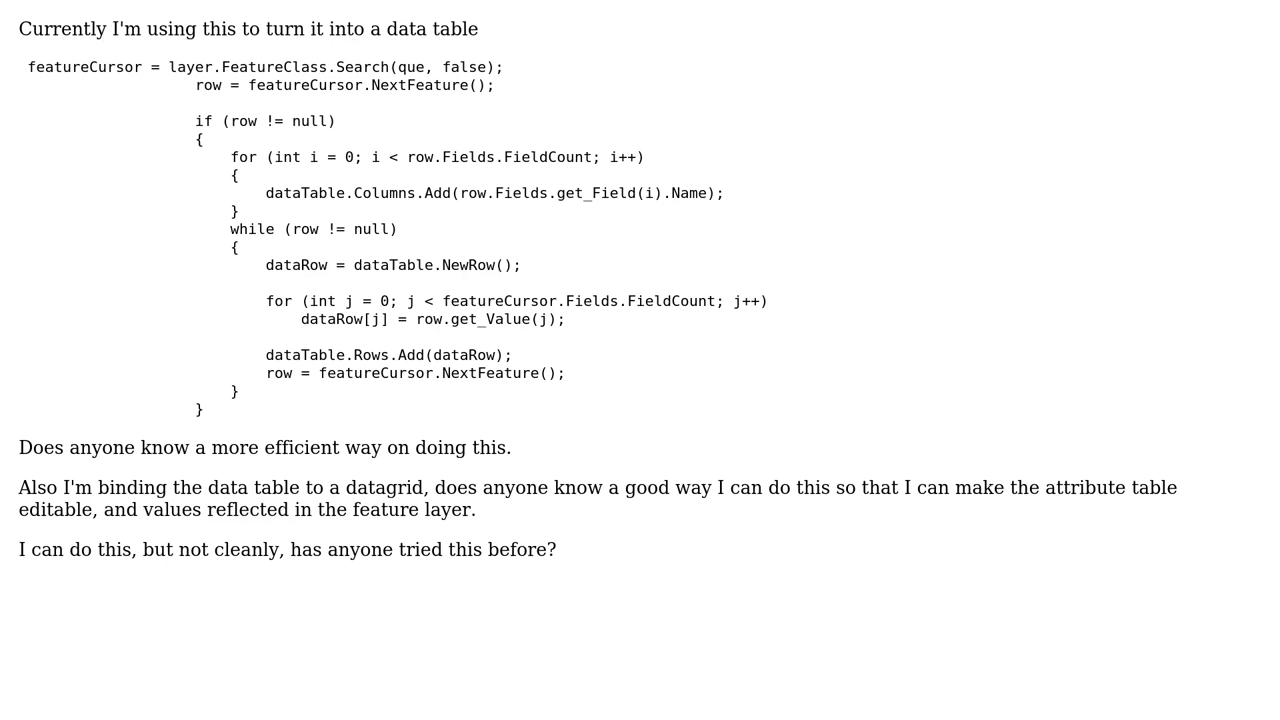 Currently I'm using this to turn it into a data table
featureCursor = layer.FeatureClass.Search(que, false);
row = featureCursor.NextFeature();
if (row != null)
{
for (int i = 0; i < row.Fields.FieldCount; i++)
{
dataTable.Columns.Add(row.Fields.get_Field(i).Name);
}
while (row != null)
{
dataRow = dataTable.NewRow();
for (int j = 0; j < featureCursor.Fields.FieldCount; j++)
dataRow[j] = row.get_Value(j);
dataTable.Rows.Add(dataRow);
row = featureCursor.NextFeature();
}
}
Does anyone know a more efficient way on doing this.
Also I'm binding the data table to a datagrid, does anyone know a good way I can do this so that I can make the attribute table
editable, and values reflected in the feature layer.
I can do this, but not cleanly, has anyone tried this before?